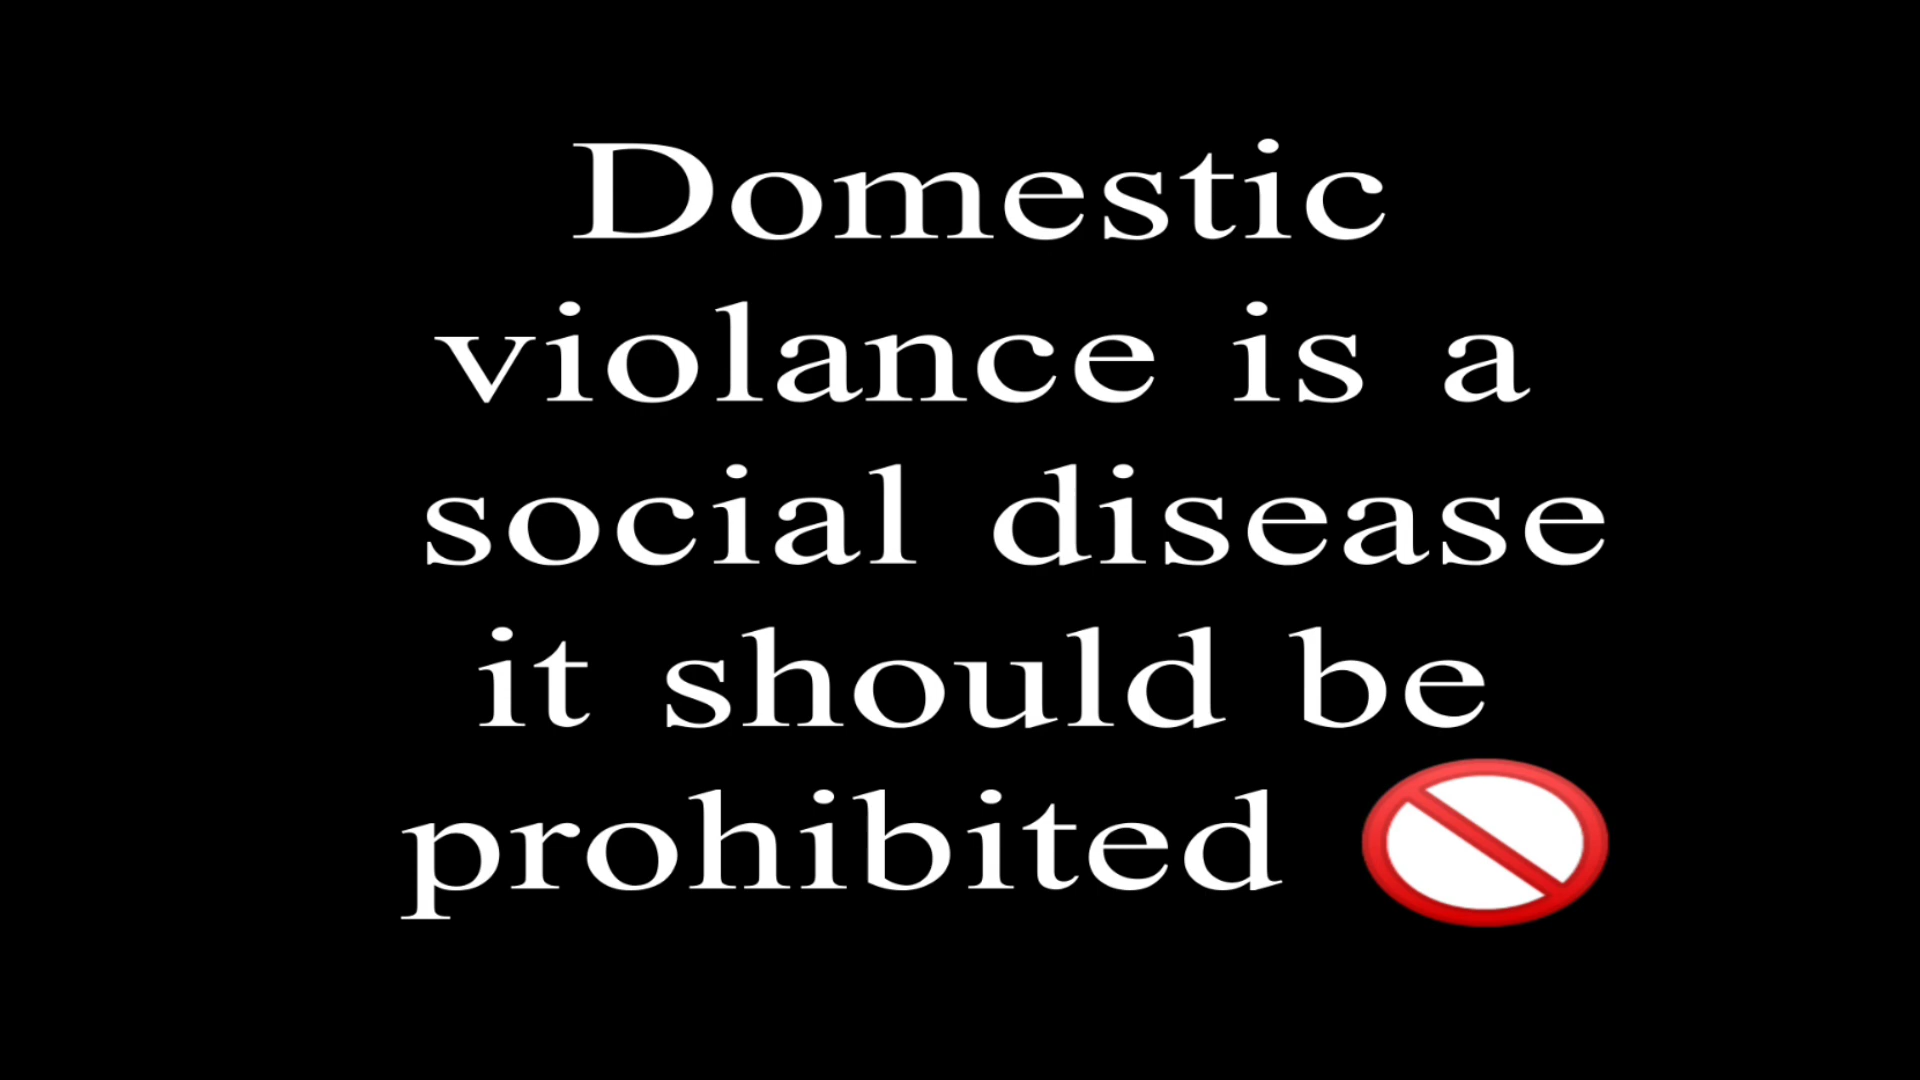 Domestic
violance is a
social disease
it should be
prohibited 🚫